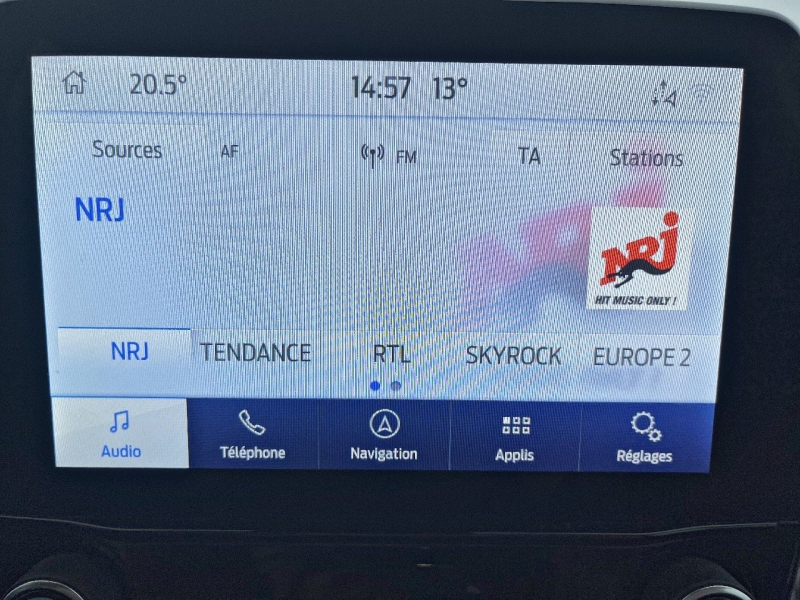 20.5° 14:57 13°
Sources AF FM TA Stations
NRJ
NRJ
HIT MUSIC ONLY !
NRJ TENDANCE RTL SKYROCK EUROPE 2
Audio Téléphone Navigation Applis Réglages